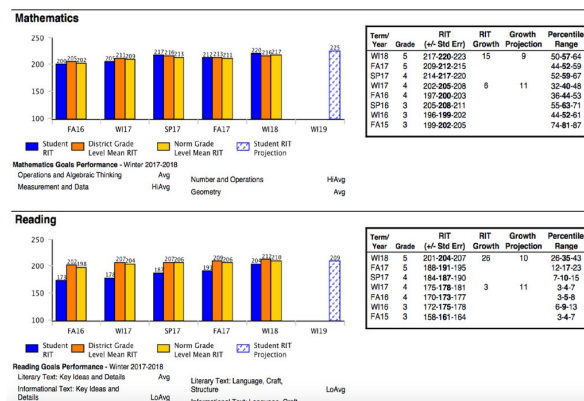 Mathematics
250
200
150
100
200 205 202
205 211 209
217 216 213
212 213 211
220 216 217
225
FA16 WI17 SP17 FA17 WI18 WI19
Student RIT
District Grade Level Mean RIT
Norm Grade Level Mean RIT
Student RIT Projection
Mathematics Goals Performance - Winter 2017-2018
Operations and Algebraic Thinking Avg
Measurement and Data HiAvg
Number and Operations HiAvg
Geometry Avg
Term/ Year Grade RIT (+/- Std Err) RIT Growth Growth Projection Percentile Range
WI18 5 217-220-223 15 9 50-57-64
FA17 5 209-212-215 44-52-59
SP17 4 214-217-220 52-59-67
WI17 4 202-205-208 6 11 32-40-48
FA16 4 197-200-203 36-44-53
SP16 3 205-208-211 55-63-71
WI16 3 196-199-202 44-52-61
FA15 3 199-202-205 74-81-87
Reading
250
200
150
100
173 202 198
178 207 204
187 207 206
191 209 206
204 212 210
209
FA16 WI17 SP17 FA17 WI18 WI19
Student RIT
District Grade Level Mean RIT
Norm Grade Level Mean RIT
Student RIT Projection
Reading Goals Performance - Winter 2017-2018
Literary Text: Key Ideas and Details Avg
Informational Text: Key Ideas and
Details LoAvg
Literary Text: Language, Craft,
Structure LoAvg
Informational Text: Language, Craft
Term/ Year Grade RIT (+/- Std Err) RIT Growth Growth Projection Percentile Range
WI18 5 201-204-207 26 10 26-35-43
FA17 5 188-191-195 12-17-23
SP17 4 184-187-190 7-10-15
WI17 4 175-178-181 3 11 3-4-7
FA16 4 170-173-177 3-5-8
WI16 3 172-175-178 6-9-13
FA15 3 158-161-164 3-4-7